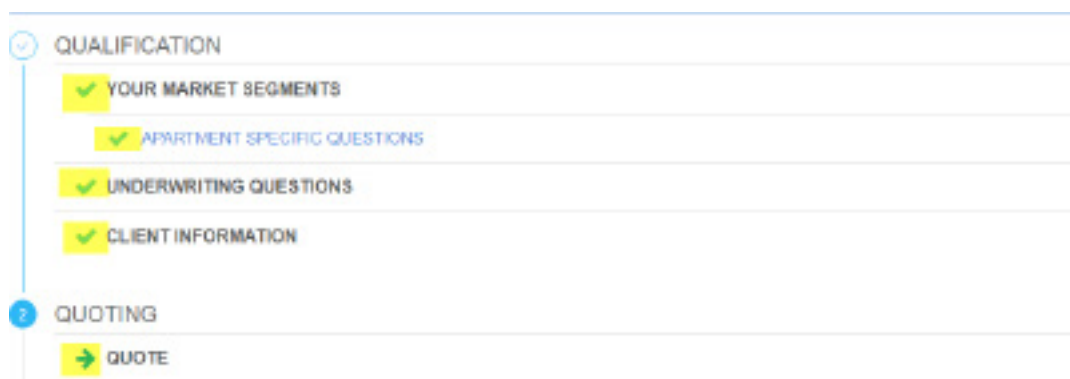 QUALIFICATION
YOUR MARKET SEGMENTS
APARTMENT SPECIFIC QUESTIONS
UNDERWRITING QUESTIONS
CLIENT INFORMATION
2 QUOTING
QUOTE